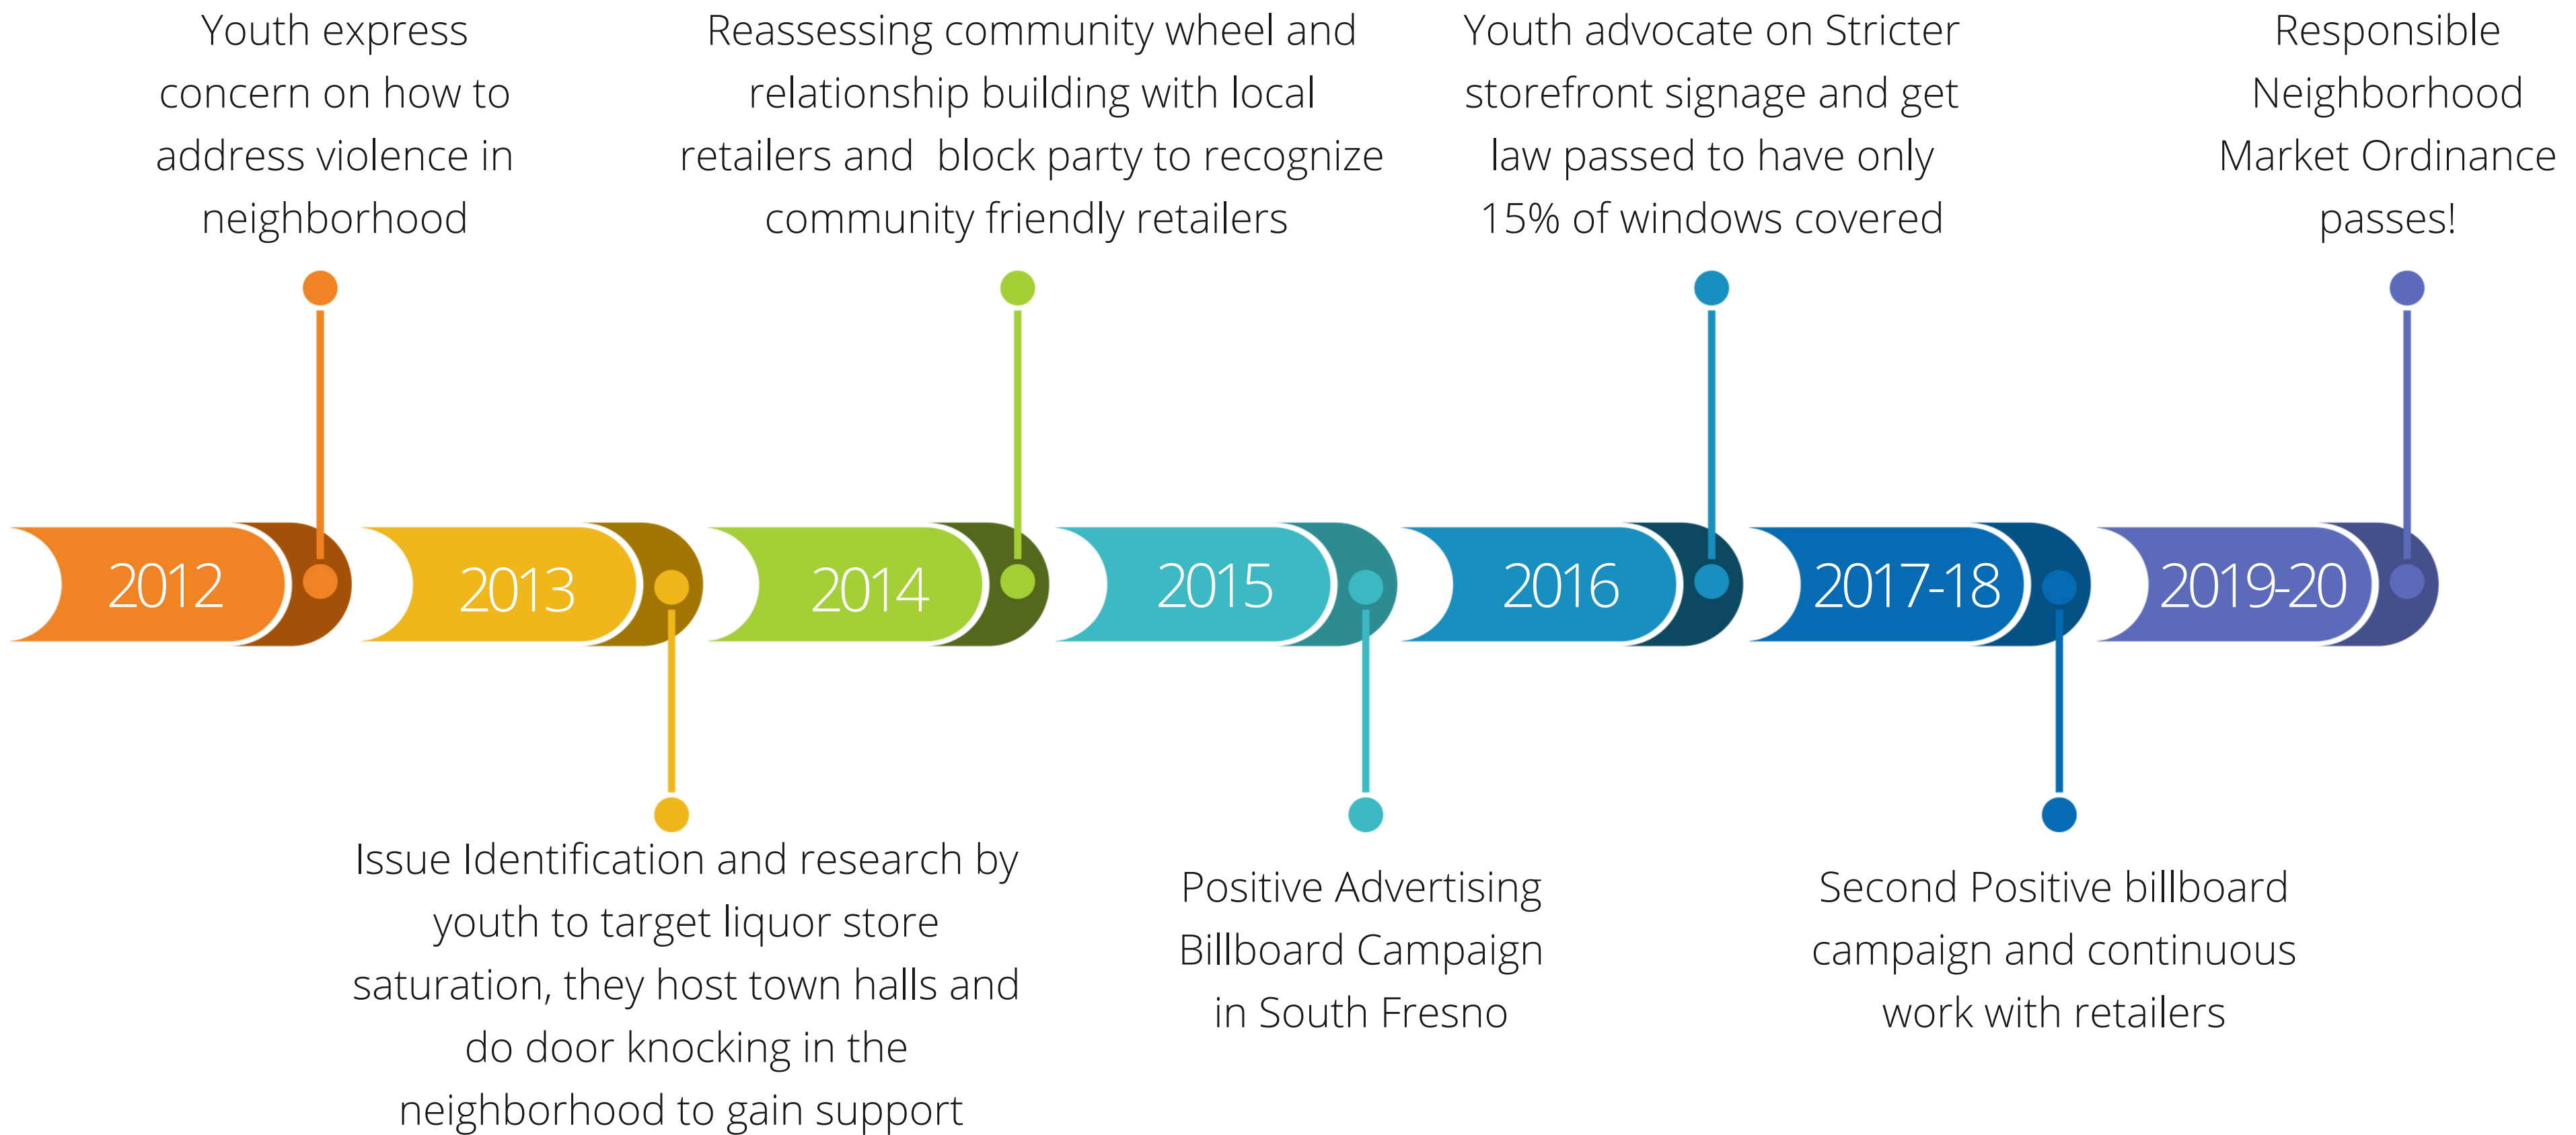 Youth express
concern on how to
address violence in
neighborhood
Reassessing community wheel and
relationship building with local
retailers and  block party to recognize
community friendly retailers
Youth advocate on Stricter
storefront signage and get
law passed to have only
15% of windows covered
Responsible
Neighborhood
Market Ordinance
passes!
2012
2013
2014
2015
2016
2017-18
2019-20
Issue Identification and research by
youth to target liquor store
saturation, they host town halls and
do door knocking in the
neighborhood to gain support
Positive Advertising
Billboard Campaign
in South Fresno
Second Positive billboard
campaign and continuous
work with retailers